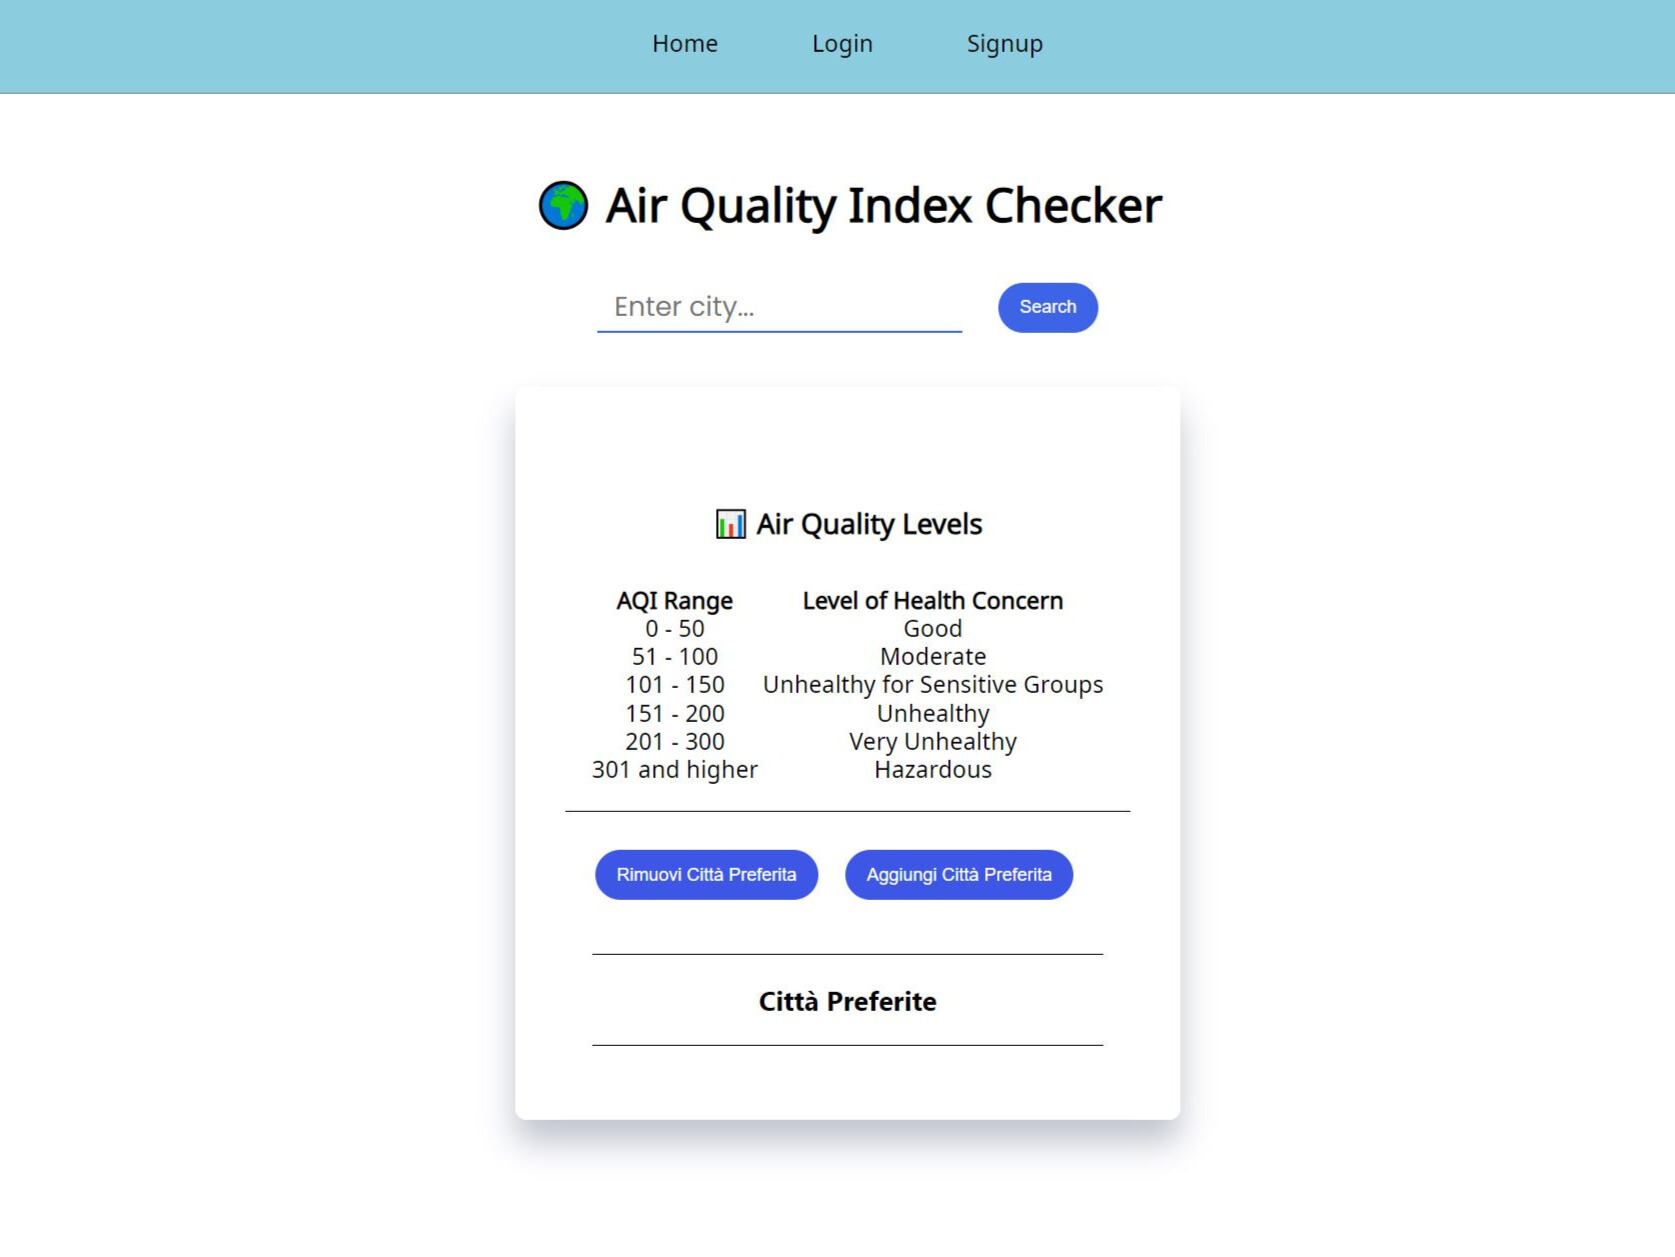 Home Login Signup
Air Quality Index Checker
Enter city...
Search
Air Quality Levels
AQI Range Level of Health Concern
0 - 50 Good
51 - 100 Moderate
101 - 150 Unhealthy for Sensitive Groups
151 - 200 Unhealthy
201 - 300 Very Unhealthy
301 and higher Hazardous
Rimuovi Città Preferita Aggiungi Città Preferita
Città Preferite